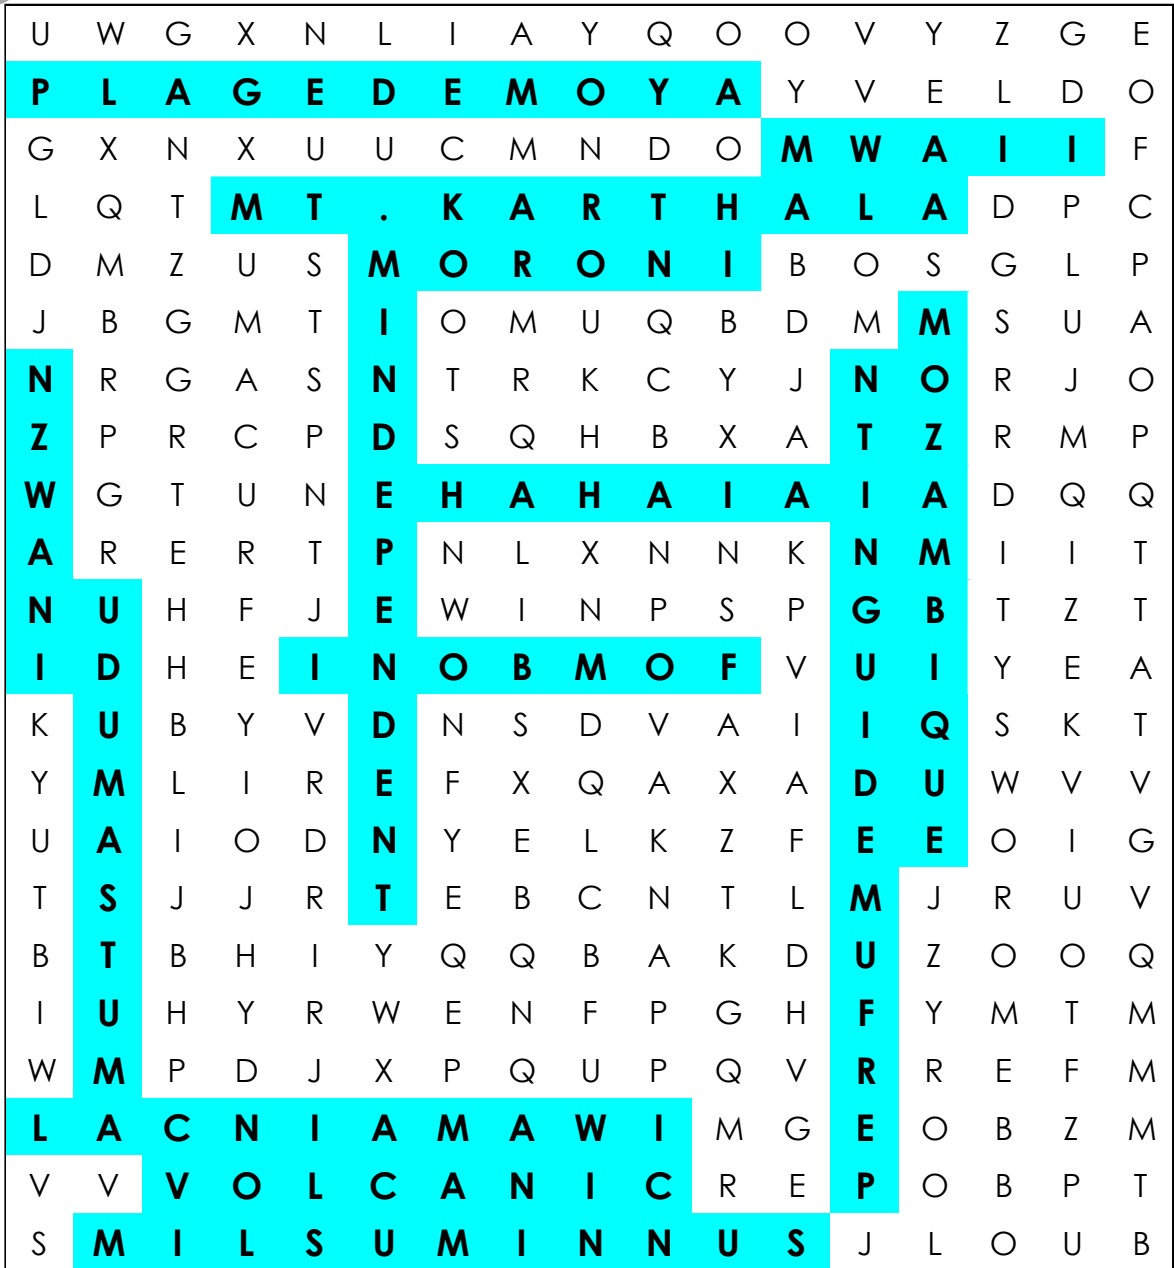 U W G X N L I A Y Q O O V Y Z G E
P L A G E D E M O Y A Y V E L D O
G X N X U U C M N D O M W A I I F
L Q T M T . K A R T H A L A D P C
D M Z U S M O R O N I B O S G L P
J B G M T I O M U Q B D M M S U A
N R G A S N T R K C Y J N O R J O
Z P R C P D S Q H B X A T Z R M P
W G T U N E H A H A I A I A D Q Q
A R E R T P N L X N N K N M I I T
N U H F J E W I N P S P G B T Z T
I D H E I N O B M O F V U I Y E A
K U B Y V D N S D V A I I Q S K T
Y M L I R E F X Q A X A D U W V V
U A I O D N Y E L K Z F E E O I G
T S J J R T E B C N T L M J R U V
B T B H I Y Q Q B A K D U Z O O Q
I U H Y R W E N F P G H F Y M T M
W M P D J X P Q U P Q V R R E F M
L A C N I A M A W I M G E O B Z M
V V V O L C A N I C R E P O B P T
S M I L S U M I N N U S J L O U B